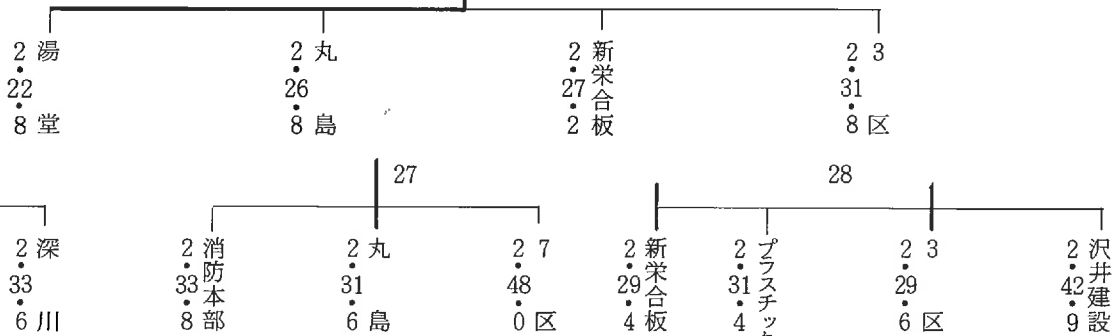 湯堂
2・22・8
丸島
2・26・8
新栄合板
2・27・2
3区
2・31・8
深川
2・33・6
27
消防本部
2・33・8
丸島
2・31・6
7区
2・48・0
28
新栄合板
2・29・4
プラスチック
2・31・4
3区
2・29・6
沢井建設
2・42・9